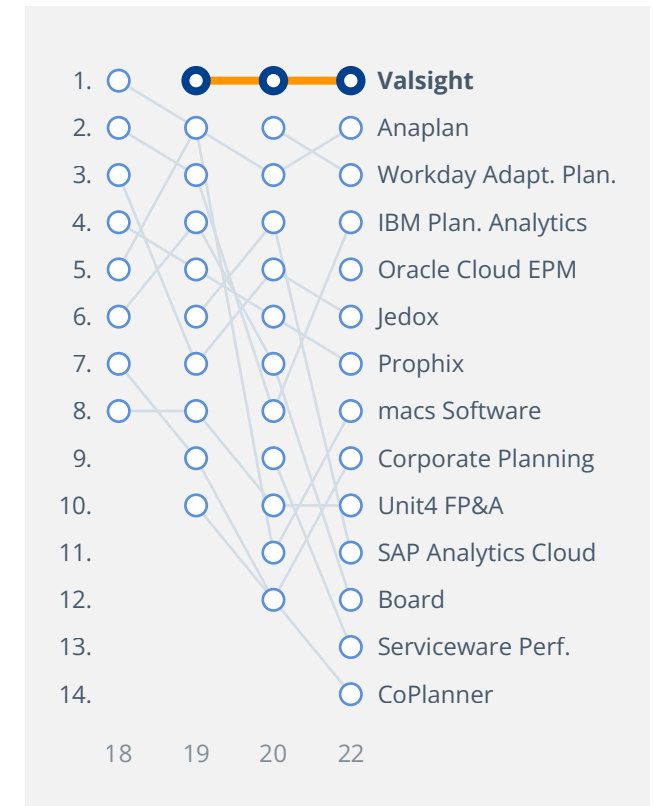 1. Valsight
2. Anaplan
3. Workday Adapt. Plan.
4. IBM Plan. Analytics
5. Oracle Cloud EPM
6. Jedox
7. Prophix
8. macs Software
9. Corporate Planning
10. Unit4 FP&A
11. SAP Analytics Cloud
12. Board
13. Serviceware Perf.
14. CoPlanner
18 19 20 22